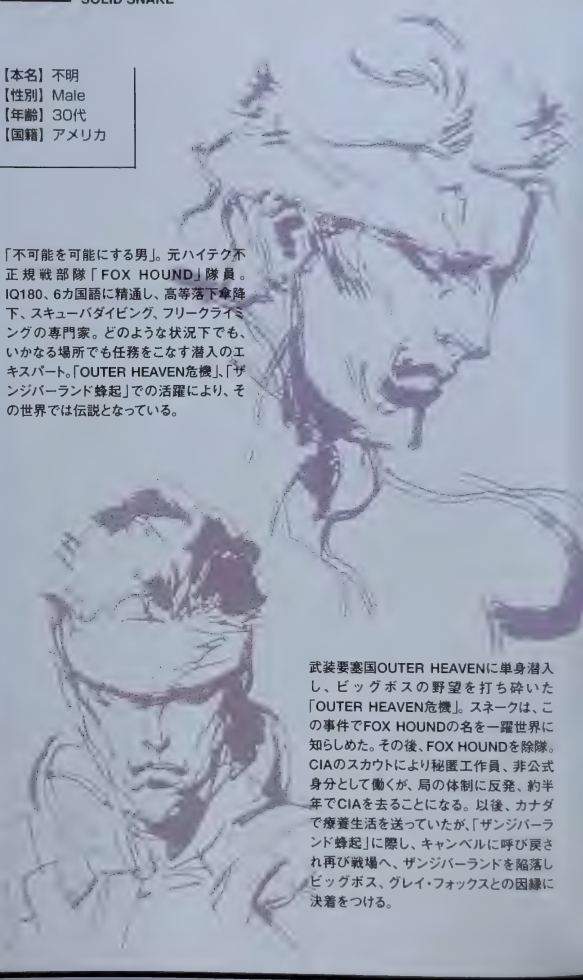 SOLID SNAKE
【本名】不明
【性別】Male
【年齢】30代
【国籍】アメリカ
「不可能を可能にする男」。元ハイテク不
正規戦部隊「FOX HOUND」隊員。
IQ180、6カ国語に精通し、高等落下傘降
下、スキューバダイビング、フリークライミ
ングの専門家。どのような状況下でも、
いかなる場所でも任務をこなす潜入のエ
キスパート。「OUTER HEAVEN危機」、「ザ
ンジバーランド蜂起」での活躍により、そ
の世界では伝説となっている。
武装要塞国OUTER HEAVENに単身潜入
し、ビッグボスの野望を打ち砕いた
「OUTER HEAVEN危機」。スネークは、こ
の事件でFOX HOUNDの名を一躍世界に
知らしめた。その後、FOX HOUNDを除隊。
CIAのスカウトにより秘匿工作員、非公式
身分として働くが、局の体制に反発、約半
年でCIAを去ることになる。以後、カナダ
で療養生活を送っていたが、「ザンジバーラ
ンド蜂起」に際し、キャンベルに呼び戻さ
れ再び戦場へ、ザンジバーランドを陥落し
ビッグボス、グレイ・フォックスとの因縁に
決着をつける。